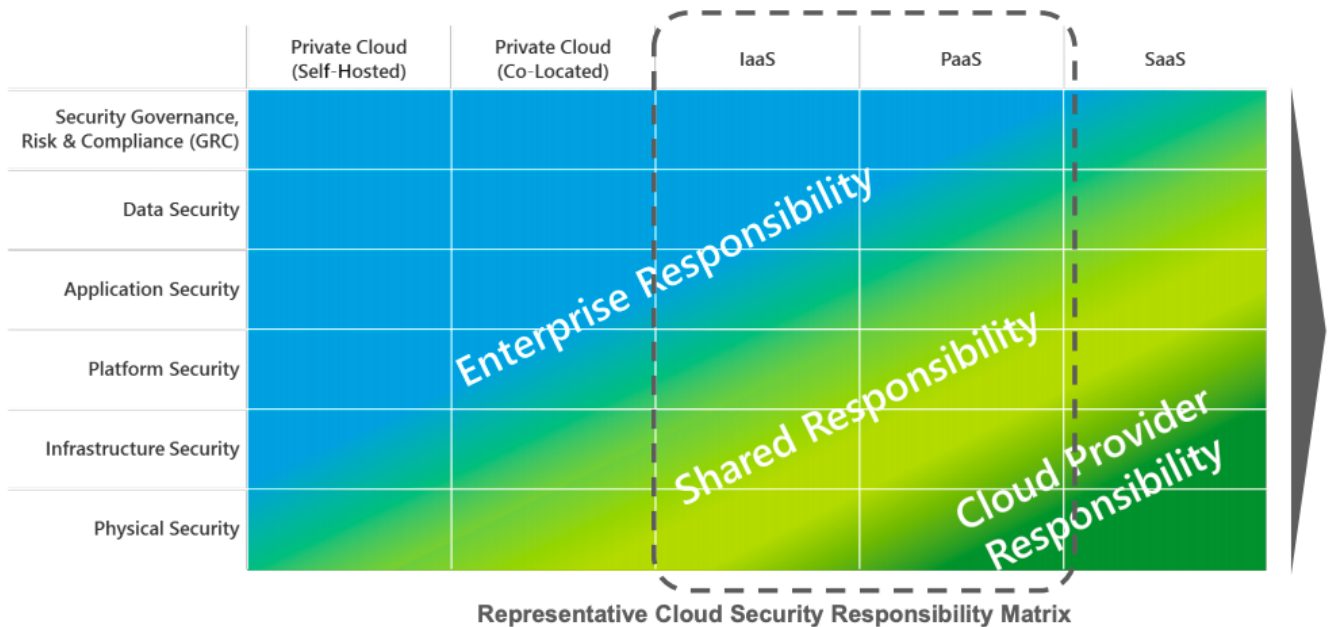 Private Cloud
(Self-Hosted)
Private Cloud
(Co-Located)
IaaS
PaaS
SaaS
Security Governance,
Risk & Compliance (GRC)
Data Security
Application Security
Platform Security
Infrastructure Security
Physical Security
Enterprise Responsibility
Shared Responsibility
Cloud Provider
Responsibility
Representative Cloud Security Responsibility Matrix